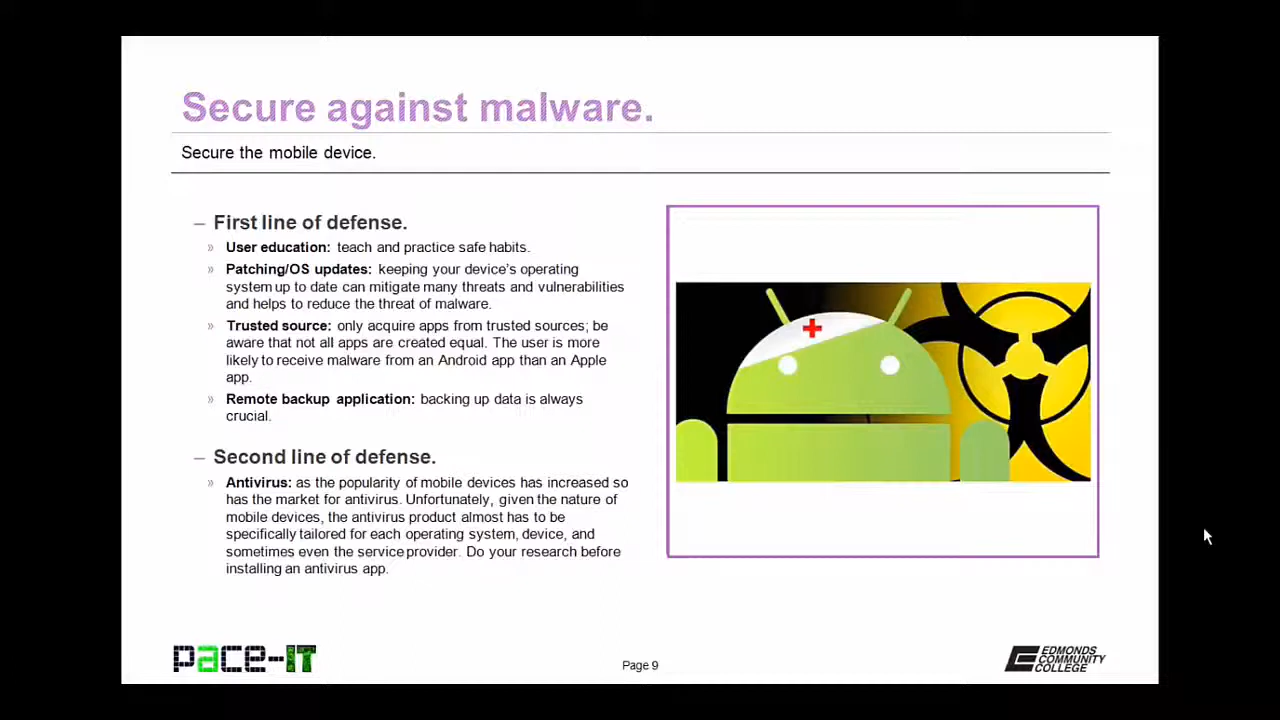 Secure against malware.
Secure the mobile device.
– First line of defense.
» User education: teach and practice safe habits.
» Patching/OS updates: keeping your device's operating
system up to date can mitigate many threats and vulnerabilities
and helps to reduce the threat of malware.
» Trusted source: only acquire apps from trusted sources; be
aware that not all apps are created equal. The user is more
likely to receive malware from an Android app than an Apple
app.
» Remote backup application: backing up data is always
crucial.
– Second line of defense.
» Antivirus: as the popularity of mobile devices has increased so
has the market for antivirus. Unfortunately, given the nature of
mobile devices, the antivirus product almost has to be
specifically tailored for each operating system, device, and
sometimes even the service provider. Do your research before
installing an antivirus app.
pace-IT
Page 9
EDMONDS
COMMUNITY
COLLEGE